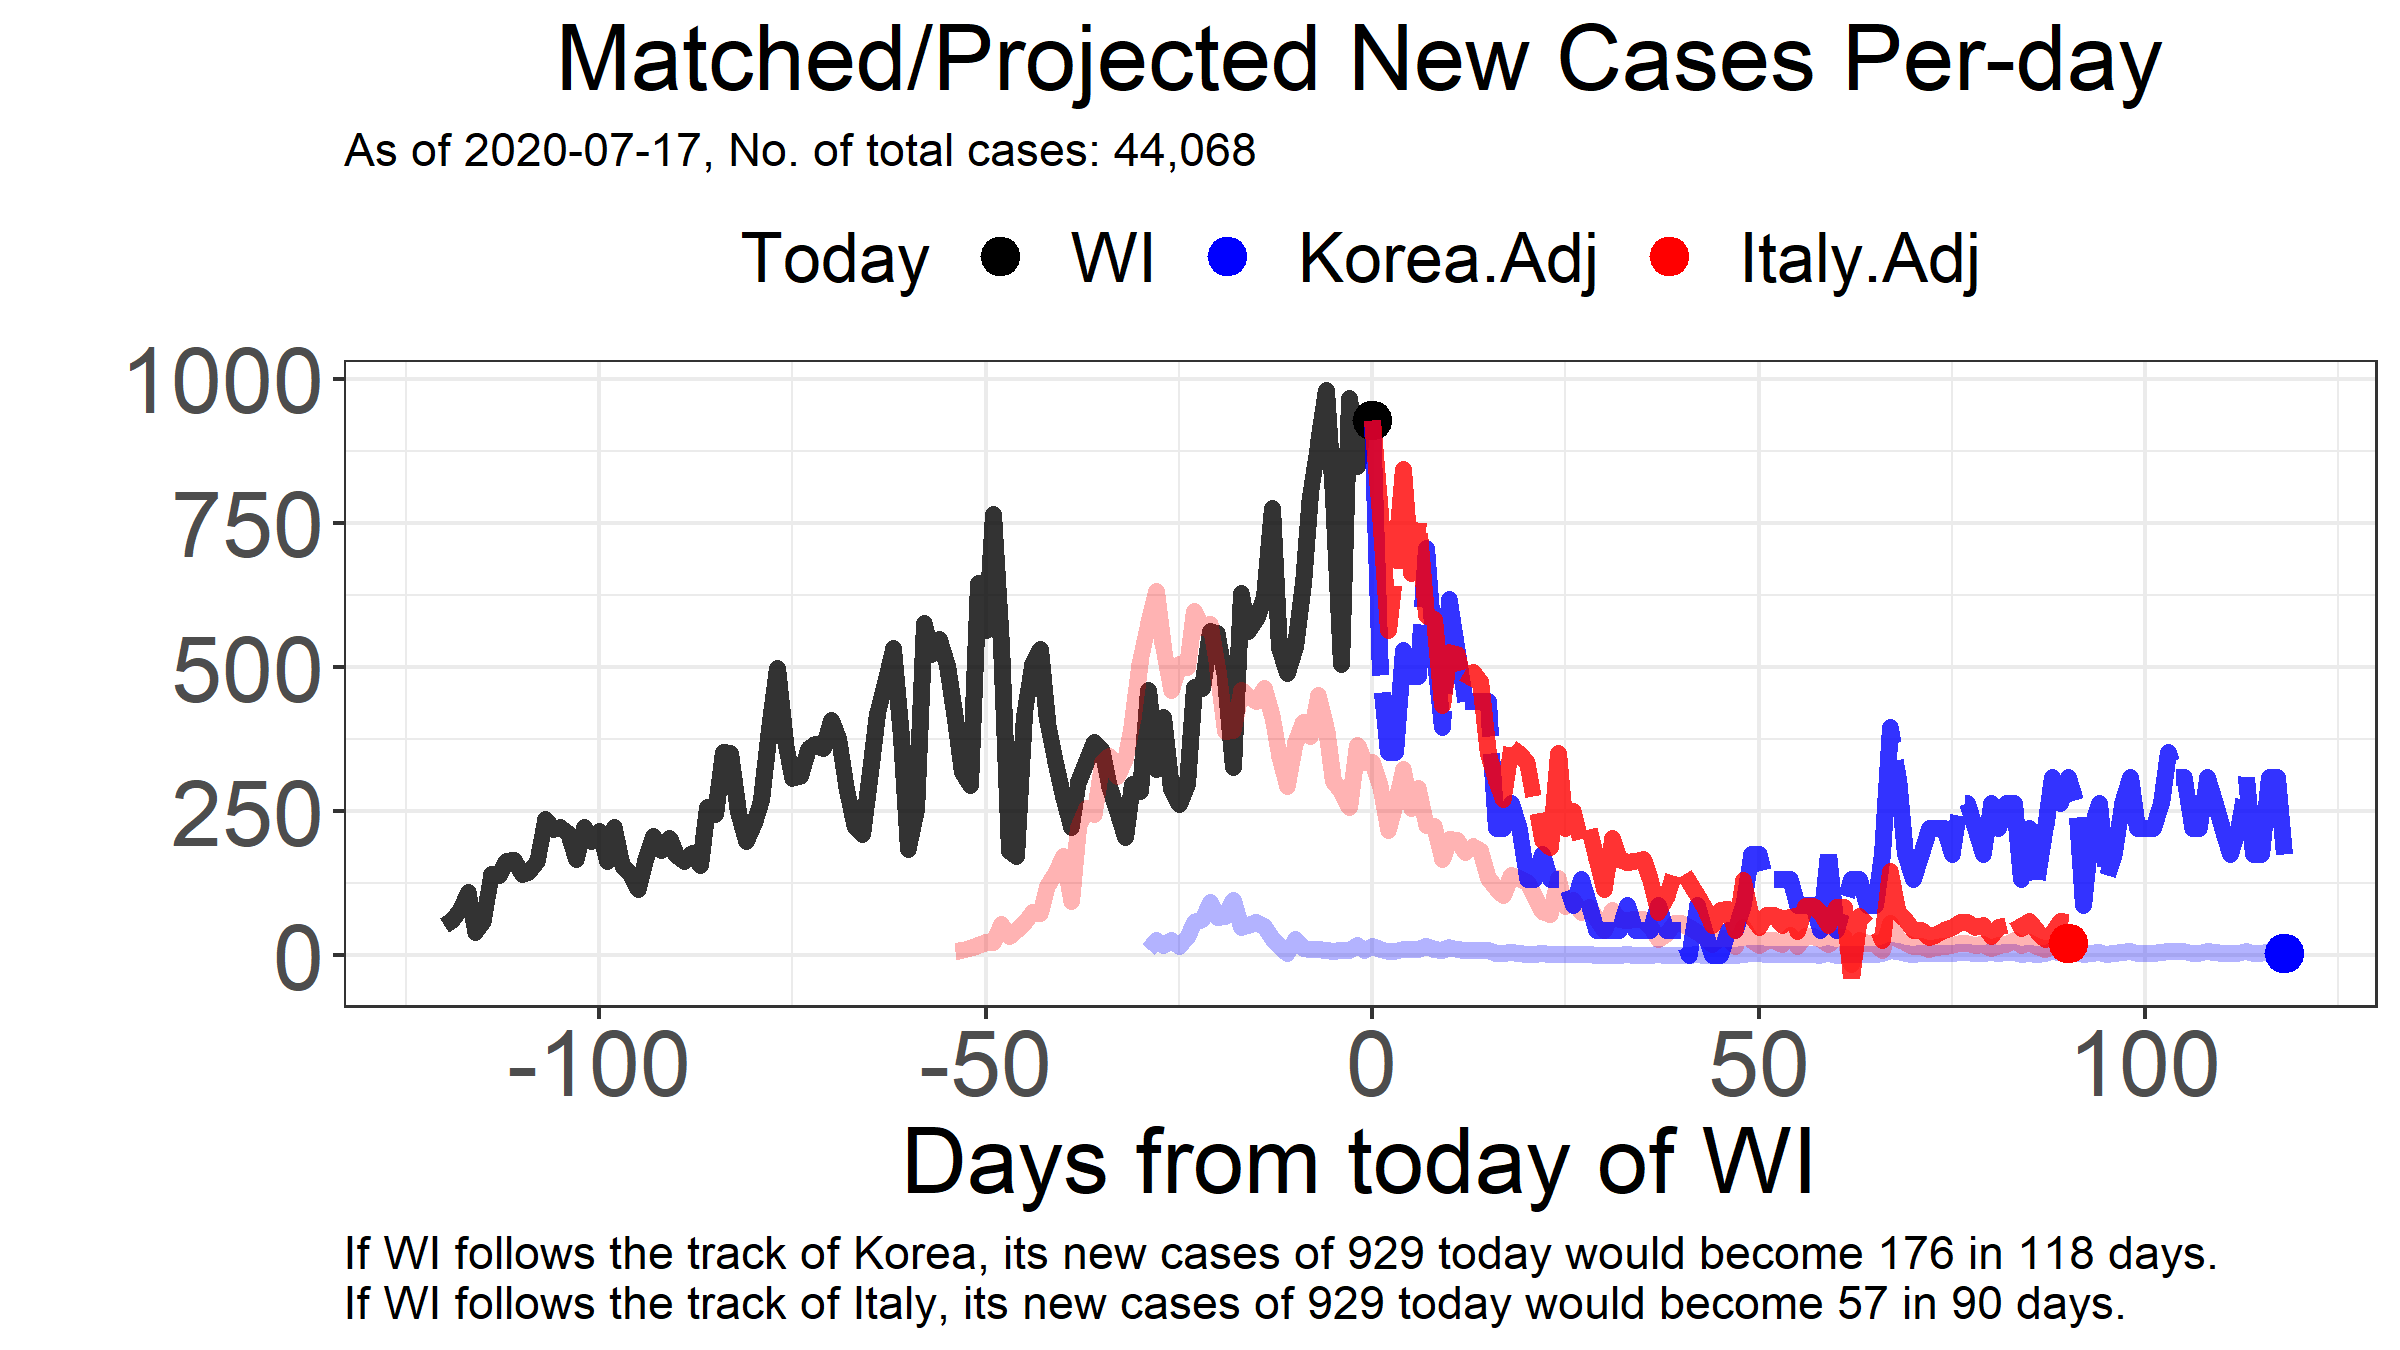 Matched/Projected New Cases Per-day
As of 2020-07-17, No. of total cases: 44,068
Today WI Korea.Adj Italy.Adj
1000
750
500
250
0
-100 -50 0 50 100
Days from today of WI
If WI follows the track of Korea, its new cases of 929 today would become 176 in 118 days.
If WI follows the track of Italy, its new cases of 929 today would become 57 in 90 days.